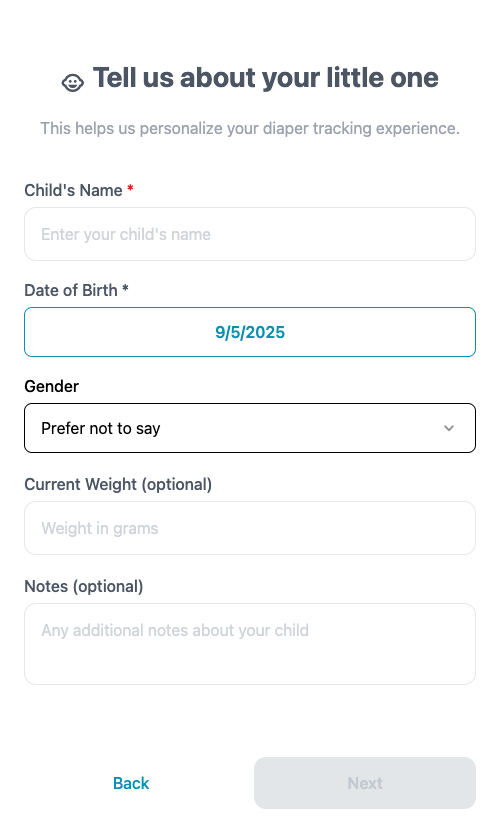 Tell us about your little one
This helps us personalize your diaper tracking experience.
Child's Name *
Enter your child's name
Date of Birth *
9/5/2025
Gender
Prefer not to say
Current Weight (optional)
Weight in grams
Notes (optional)
Any additional notes about your child
Back
Next